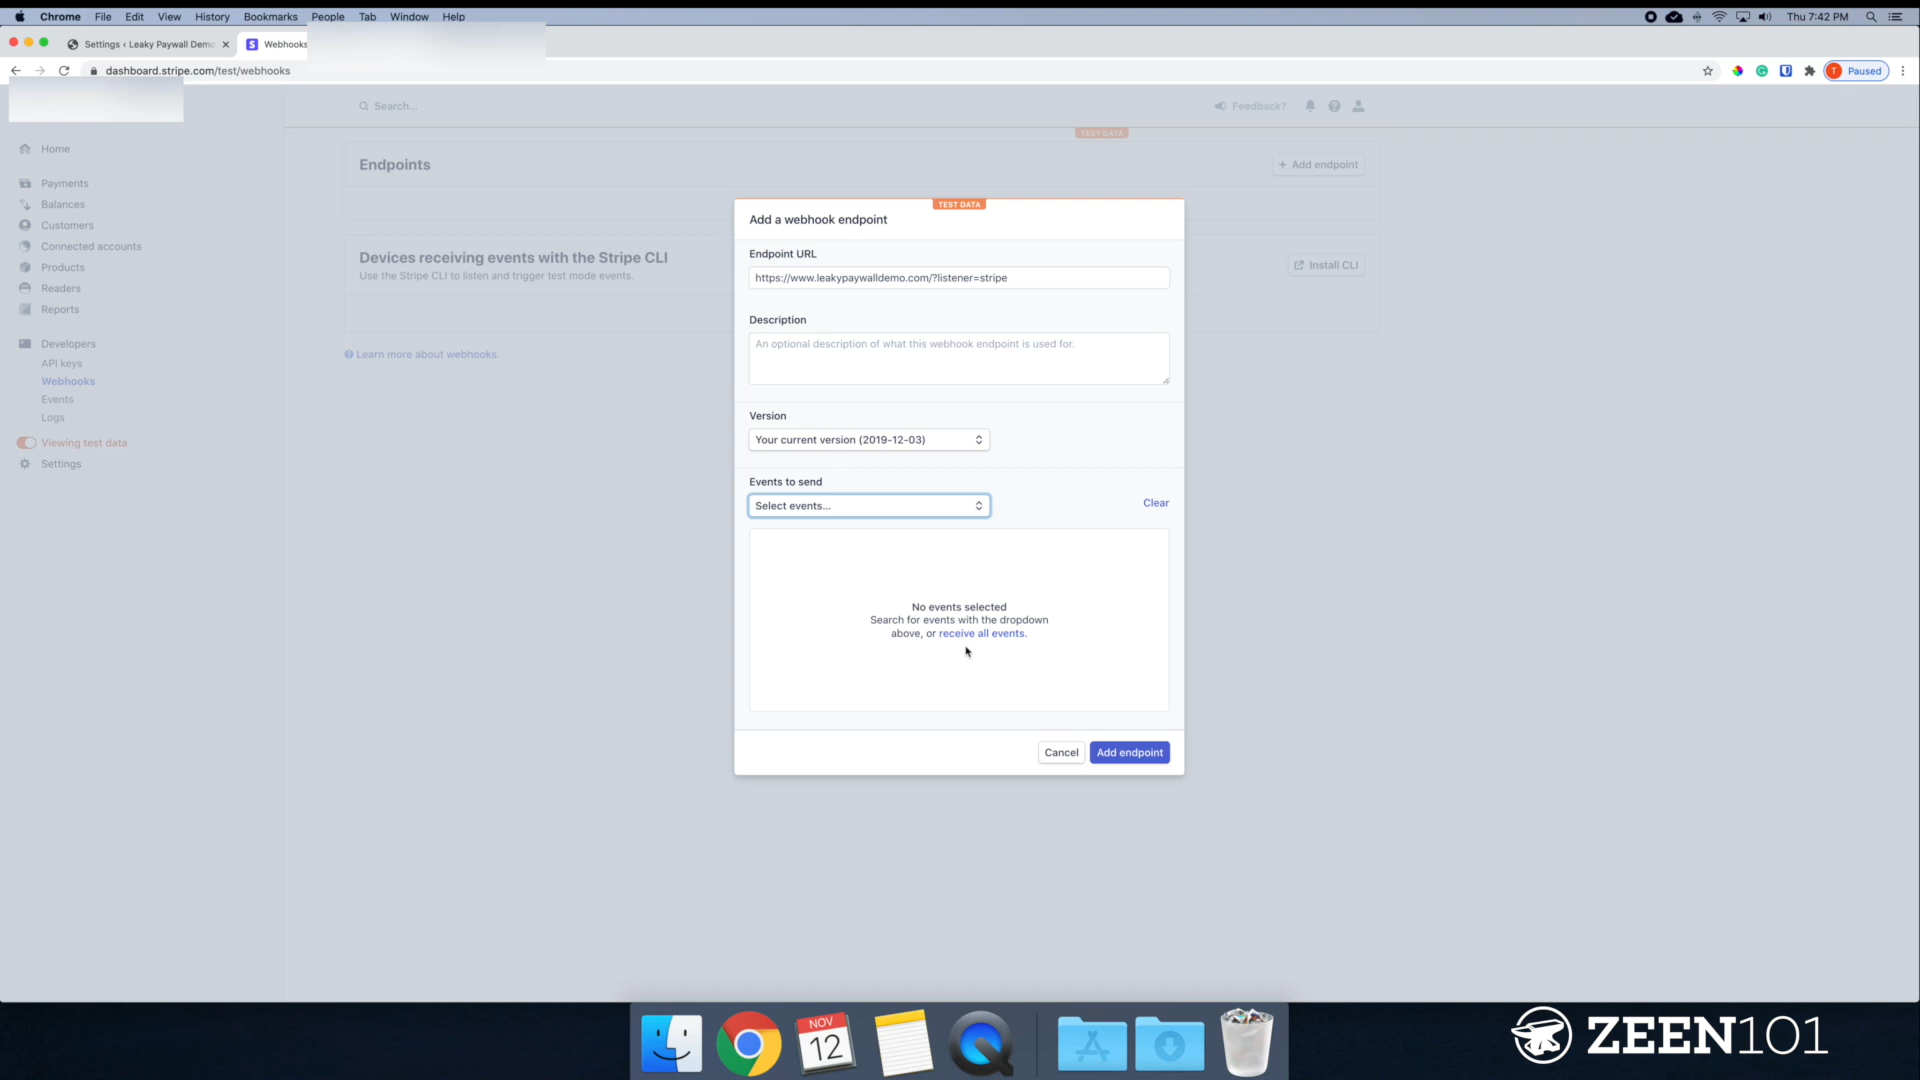 Chrome File Edit View History Bookmarks People Tab Window Help
Thu 7:42 PM
Settings ‹ Leaky Paywall Demo
Webhooks
dashboard.stripe.com/test/webhooks
T Paused
Search...
Feedback?
TEST DATA
Home
Payments
Balances
Customers
Connected accounts
Products
Readers
Reports
Developers
API keys
Webhooks
Events
Logs
Viewing test data
Settings
Endpoints
+ Add endpoint
Devices receiving events with the Stripe CLI
Use the Stripe CLI to listen and trigger test mode events.
Install CLI
Learn more about webhooks.
TEST DATA
Add a webhook endpoint
Endpoint URL
https://www.leakypaywalldemo.com/?listener=stripe
Description
An optional description of what this webhook endpoint is used for.
Version
Your current version (2019-12-03)
Events to send
Select events...
Clear
No events selected
Search for events with the dropdown
above, or receive all events.
Cancel
Add endpoint
NOV
12
ZEEN101